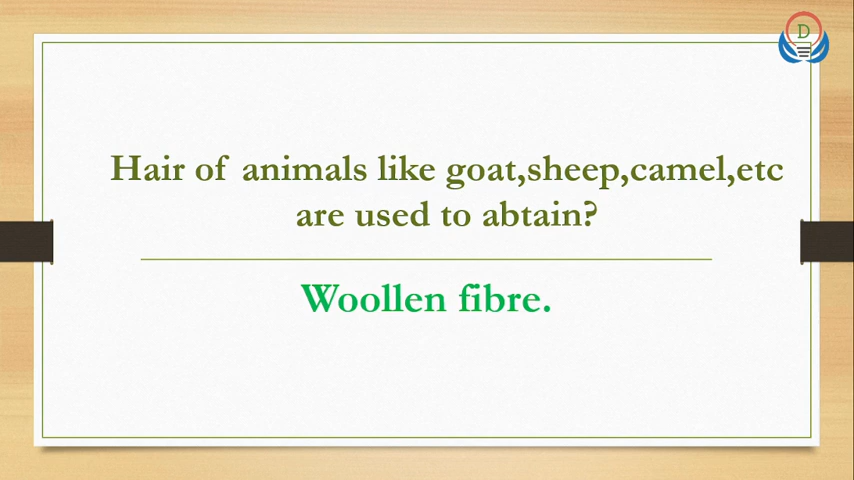 D
Hair of animals like goat,sheep,camel,etc
are used to abtain?
Woollen fibre.